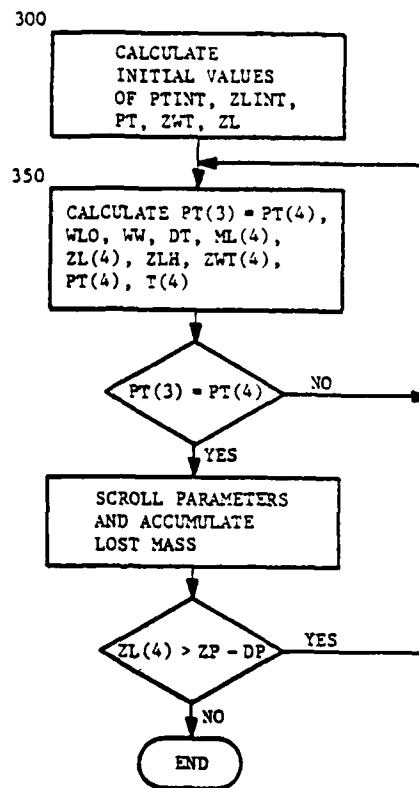 300
CALCULATE
INITIAL VALUES
OF PTINT, ZLINT,
PT, ZWT, ZL
350
CALCULATE PT(3) = PT(4),
WLO, WW, DT, ML(4),
ZL(4), ZLH, ZWT(4),
PT(4), T(4)
PT(3) = PT(4)
NO
YES
SCROLL PARAMETERS
AND ACCUMULATE
LOST MASS
ZL(4) > ZP - DP
YES
NO
END